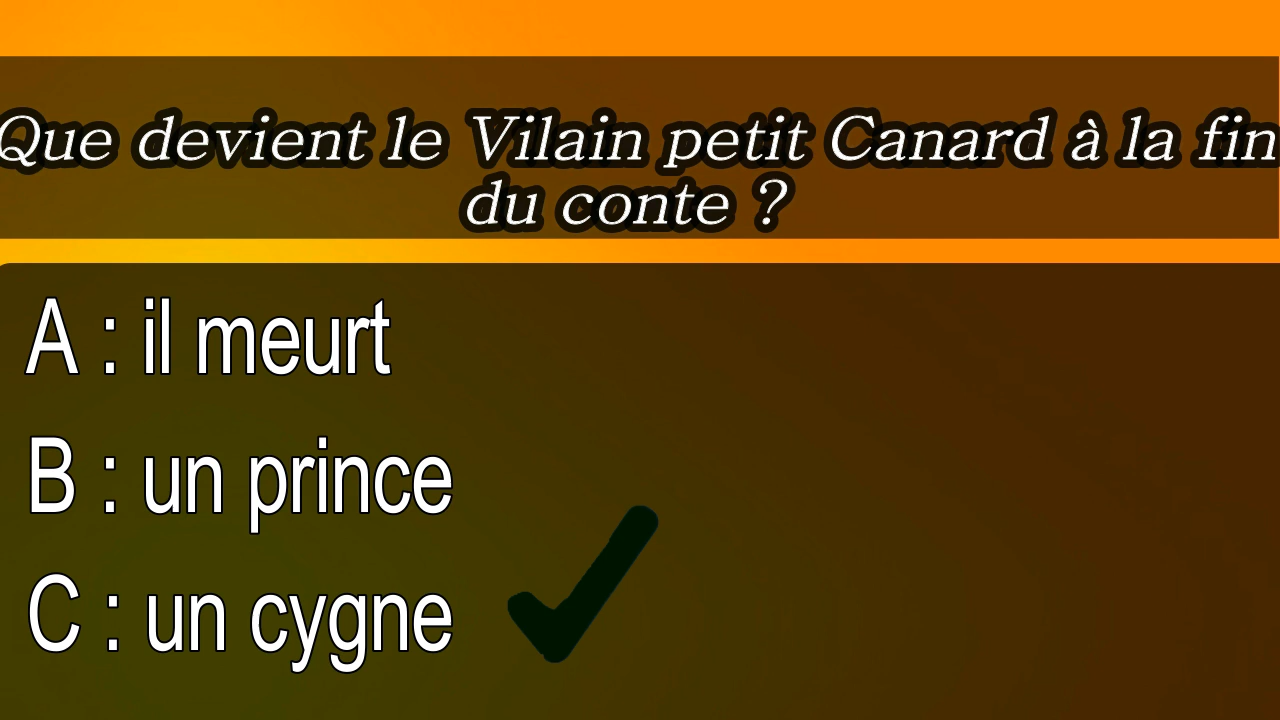 Que devient le Vilain petit Canard à la fin
du conte ?
A : il meurt
B : un prince
C : un cygne